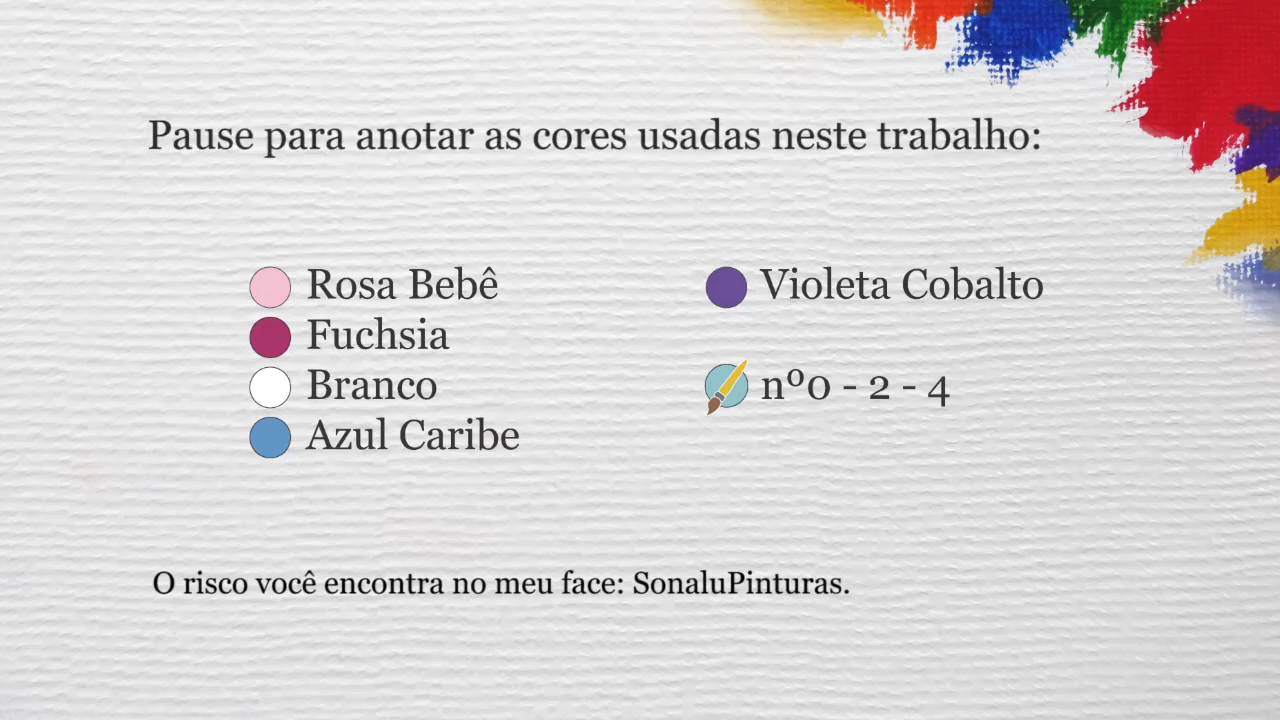 Pause para anotar as cores usadas neste trabalho:
Rosa Bebê
Fuchsia
Branco
Azul Caribe
Violeta Cobalto
nº0 - 2 - 4
O risco você encontra no meu face: SonaluPinturas.